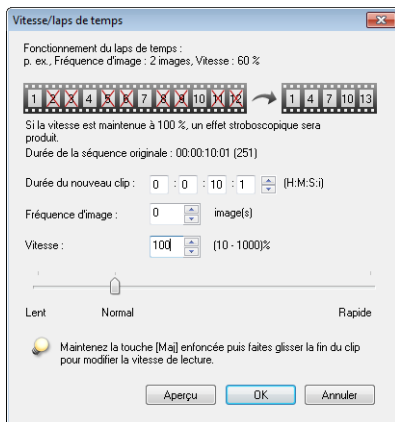 Vitesse/laps de temps
Fonctionnement du laps de temps :
p. ex., Fréquence d'image : 2 images, Vitesse : 60 %
1 2 3 4 5 6 7 8 9 10 11 12 1 4 7 10 13
Si la vitesse est maintenue à 100 %, un effet stroboscopique sera
produit.
Durée de la séquence originale : 00:00:10:01 (251)
Durée du nouveau clip : 0 : 0 : 10 : 1 (H:M:S:i)
Fréquence d'image : 0 image(s)
Vitesse : 100 (10 - 1000)%
Lent Normal Rapide
Maintenez la touche [Maj] enfoncée puis faites glisser la fin du clip
pour modifier la vitesse de lecture.
Aperçu OK Annuler